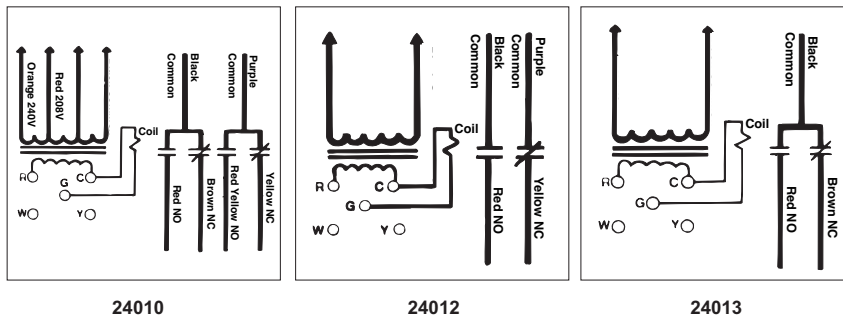 Orange 240V
Red 208V
Black
Common
Purple
Common
Coil
R
C
G
W
Y
Red NO
Brown NC
Red Yellow NO
Yellow NC
24010
Black
Common
Purple
Common
Coil
R
C
G
W
Y
Red NO
Yellow NC
24012
Black
Common
Coil
R
C
G
W
Y
Red NO
Brown NC
24013